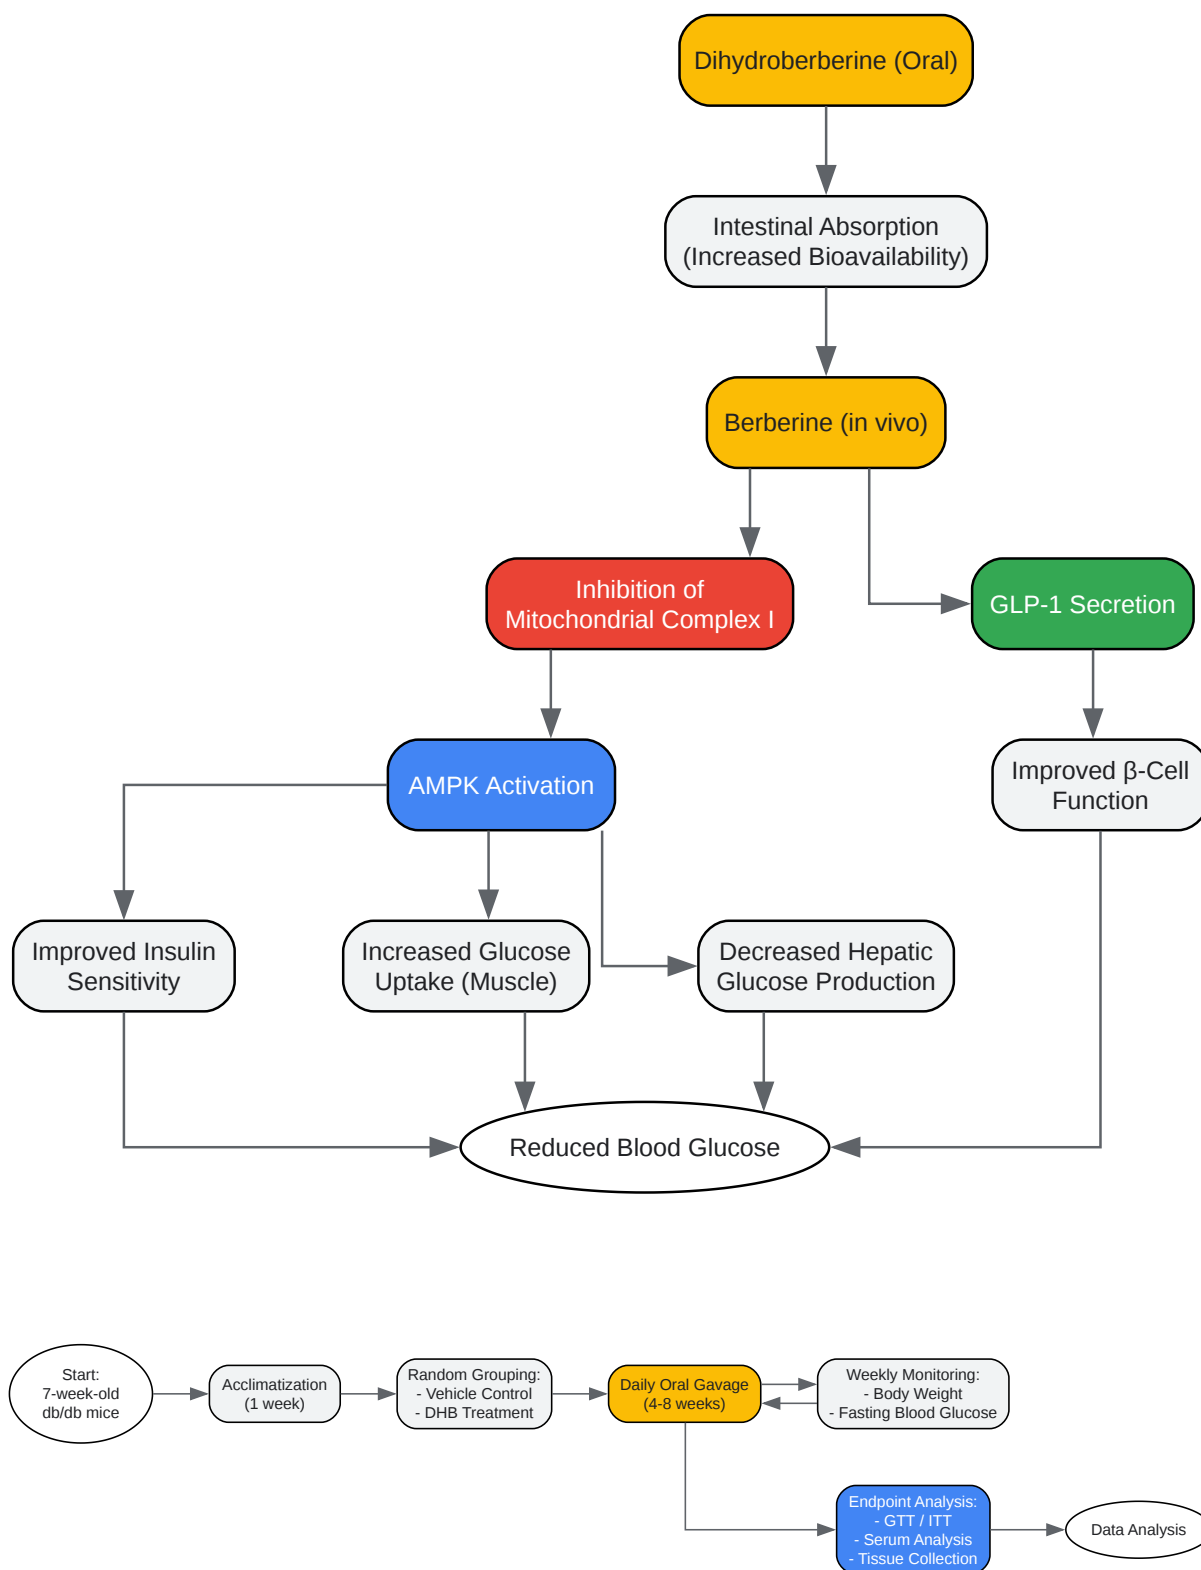 Dihydroberberine (Oral)
Intestinal Absorption
(Increased Bioavailability)
Berberine (in vivo)
Inhibition of
Mitochondrial Complex I
GLP-1 Secretion
AMPK Activation
Improved β-Cell
Function
Improved Insulin
Sensitivity
Increased Glucose
Uptake (Muscle)
Decreased Hepatic
Glucose Production
Reduced Blood Glucose
Start:
7-week-old
db/db mice
Acclimatization
(1 week)
Random Grouping:
- Vehicle Control
- DHB Treatment
Daily Oral Gavage
(4-8 weeks)
Weekly Monitoring:
- Body Weight
- Fasting Blood Glucose
Endpoint Analysis:
- GTT / ITT
- Serum Analysis
- Tissue Collection
Data Analysis